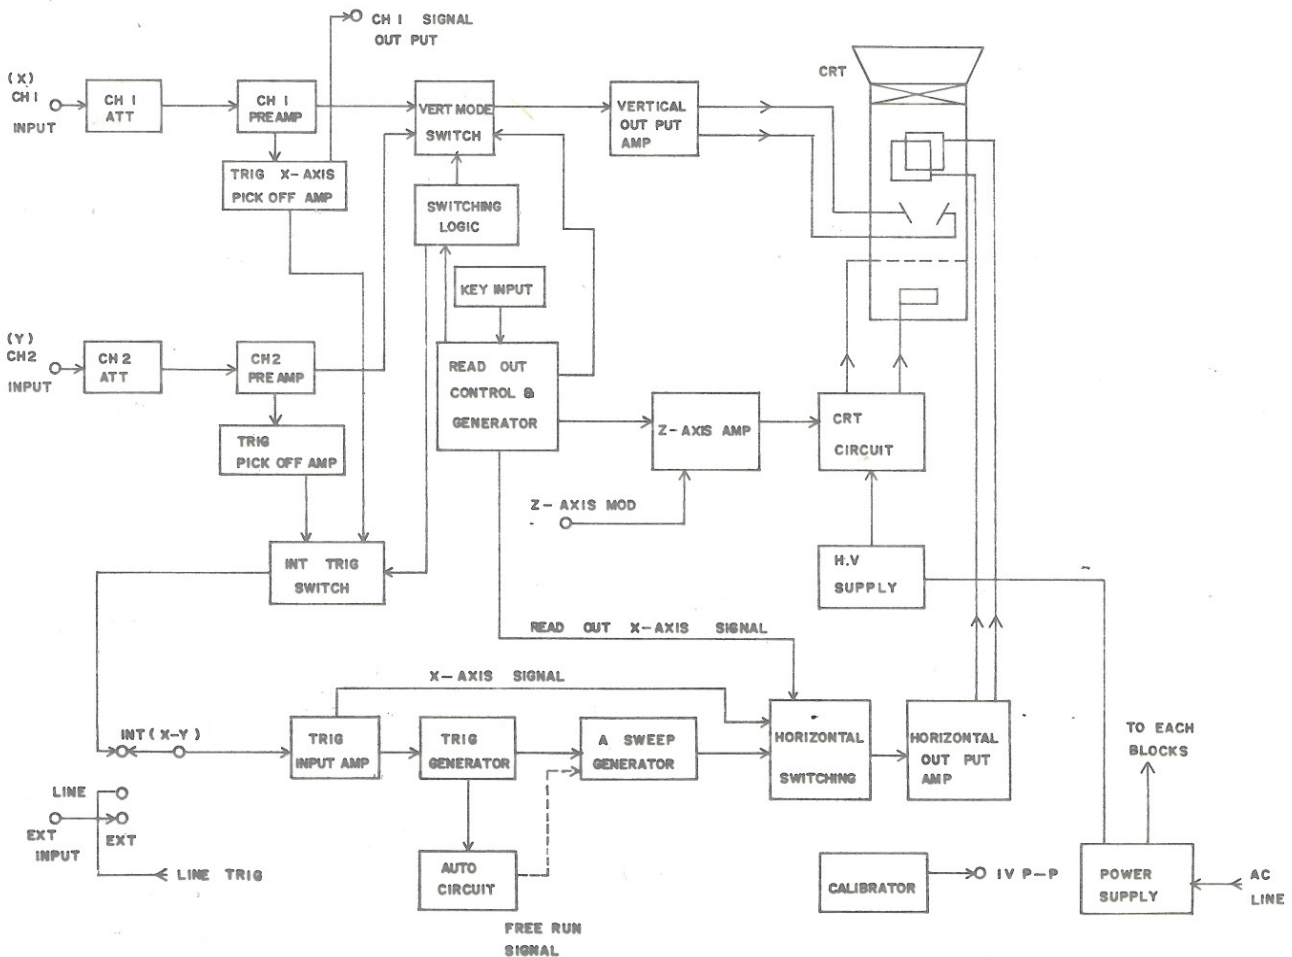 CH I SIGNAL
OUT PUT
CRT
(X)
CH I
INPUT
CH I
ATT
CH I
PREAMP
VERT MODE
SWITCH
VERTICAL
OUT PUT
AMP
TRIG X-AXIS
PICK OFF AMP
SWITCHING
LOGIC
KEY INPUT
(Y)
CH2
INPUT
CH2
ATT
CH2
PREAMP
READ OUT
CONTROL &
GENERATOR
Z-AXIS AMP
CRT
CIRCUIT
TRIG
PICK OFF AMP
Z-AXIS MOD
INT TRIG
SWITCH
H.V
SUPPLY
READ OUT X-AXIS SIGNAL
X-AXIS SIGNAL
INT(X-Y)
TRIG
INPUT AMP
TRIG
GENERATOR
A SWEEP
GENERATOR
HORIZONTAL
SWITCHING
HORIZONTAL
OUT PUT
AMP
TO EACH
BLOCKS
LINE
EXT
INPUT
EXT
LINE TRIG
AUTO
CIRCUIT
FREE RUN
SIGNAL
CALIBRATOR
IV P-P
POWER
SUPPLY
AC
LINE